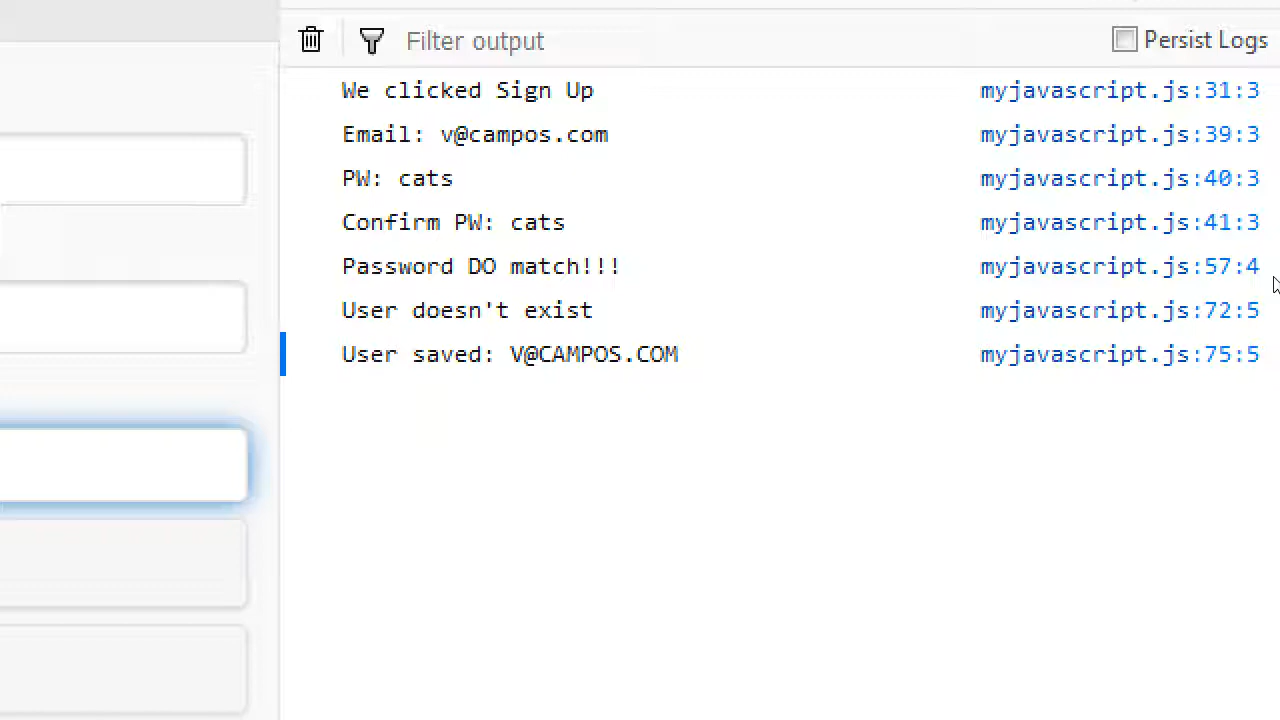 Filter output Persist Logs
We clicked Sign Up myjavascript.js:31:3
Email: v@campos.com myjavascript.js:39:3
PW: cats myjavascript.js:40:3
Confirm PW: cats myjavascript.js:41:3
Password DO match!!! myjavascript.js:57:4
User doesn't exist myjavascript.js:72:5
User saved: V@CAMPOS.COM myjavascript.js:75:5